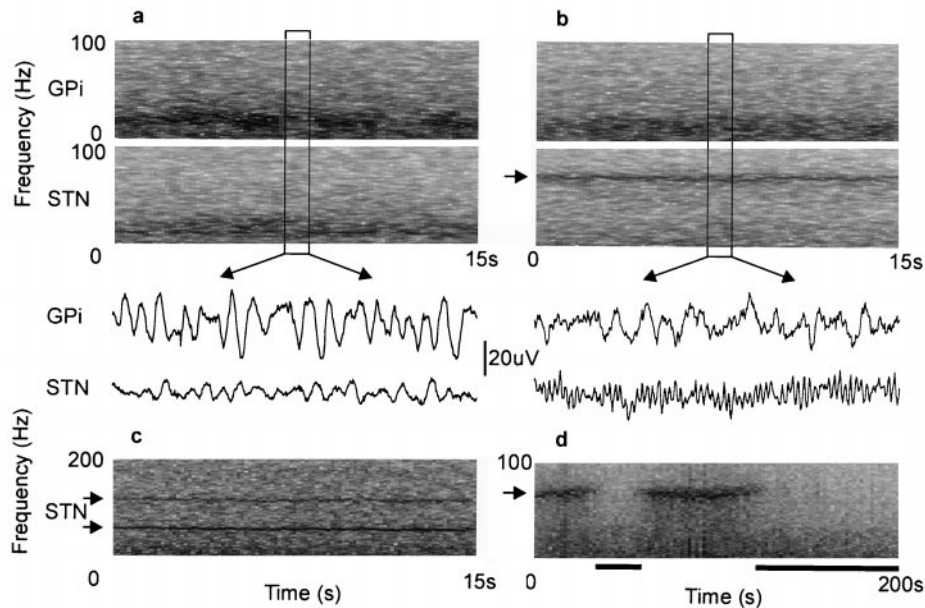 a
b
100
Frequency (Hz)
GPi
0
100
STN
0
15s
0
15s
GPi
20uV
STN
c
d
200
Frequency (Hz)
STN
0
Time (s)
15s
100
0
Time (s)
200s